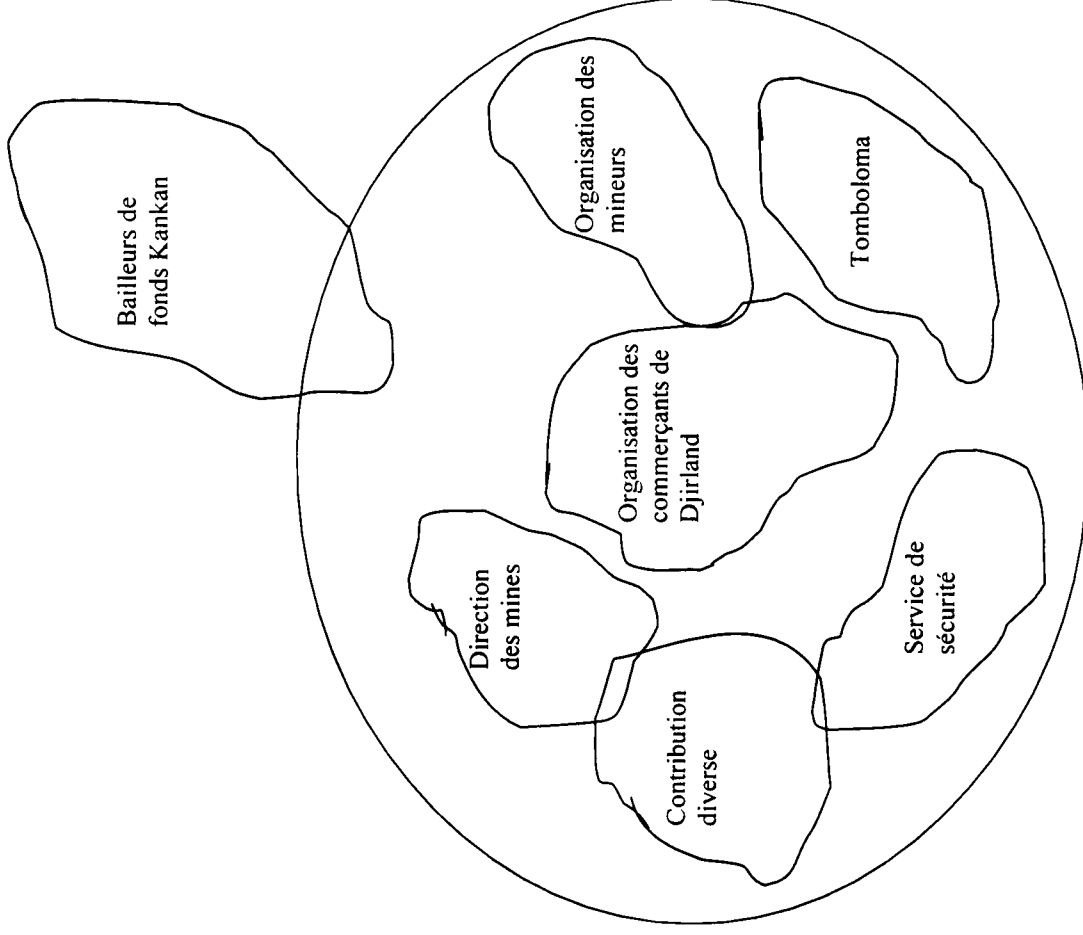 Bailleurs de
fonds Kankan
Organisation des
mineurs
Tomboloma
Organisation des
commerçants de
Djirland
Direction
des mines
Contribution
diverse
Service de
sécurité